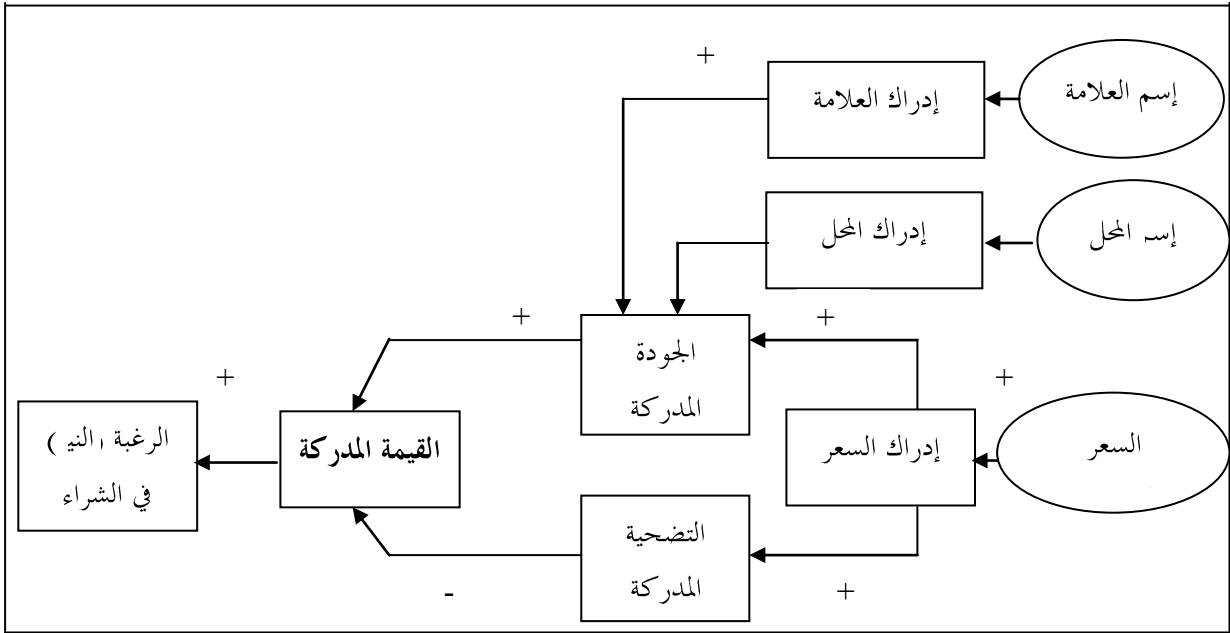 +
إسم العلامة
إدراك العلامة
إسم المحل
إدراك المحل
+
+
الجودة
المدركة
+
+
السعر
إدراك السعر
القيمة المدركة
الرغبة (النية)
في الشراء
التضحية
المدركة
-
+